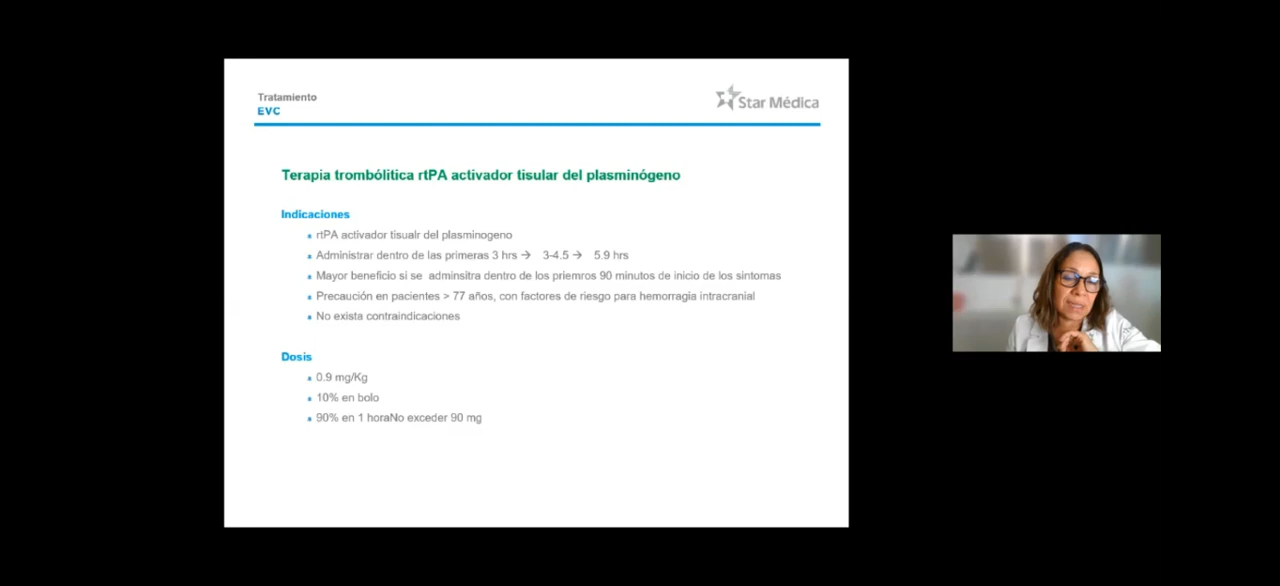 Tratamiento
EVC
Star Médica
Terapia trombólitica rtPA activador tisular del plasminógeno
Indicaciones
rtPA activador tisualr del plasminogeno
Administrar dentro de las primeras 3 hrs → 3-4.5 → 5.9 hrs
Mayor beneficio si se adminsitra dentro de los priemros 90 minutos de inicio de los síntomas
Precaución en pacientes > 77 años, con factores de riesgo para hemorragia intracranial
No exista contraindicaciones
Dosis
0.9 mg/Kg
10% en bolo
90% en 1 horaNo exceder 90 mg